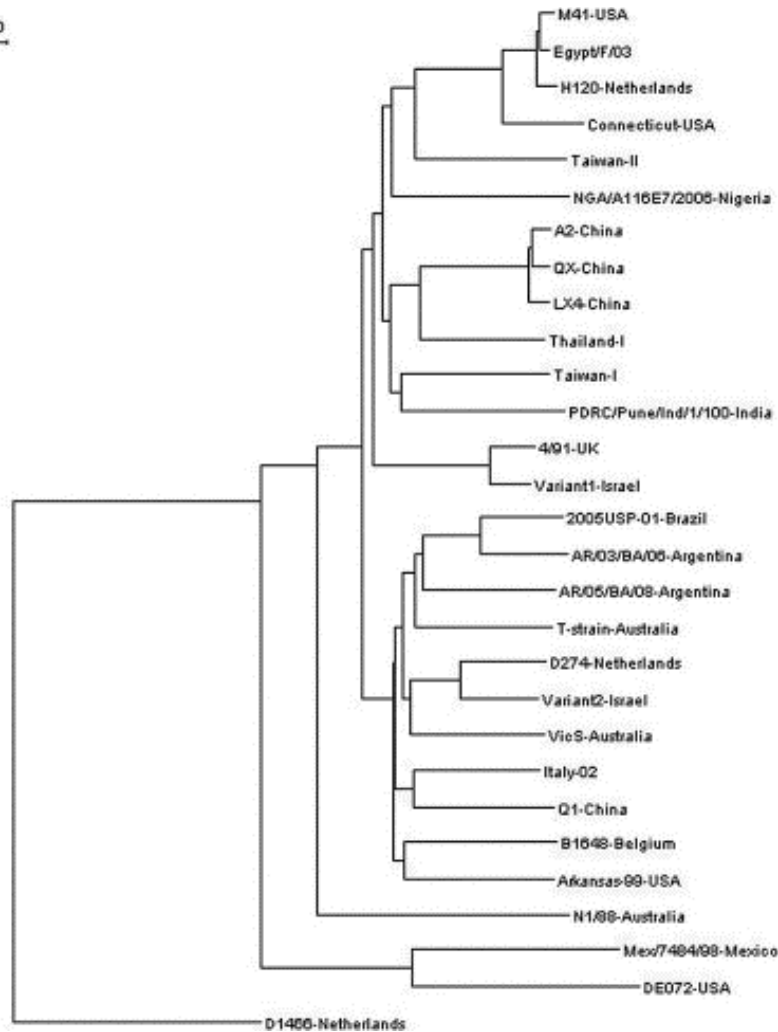 M41-USA
Egypt/F/03
H120-Netherlands
Connecticut-USA
Taiwan-II
NGA/A116E7/2006-Nigeria
A2-China
QX-China
LX4-China
Thailand-I
Taiwan-I
PDRC/Pune/Ind/1/100-India
4/91-UK
Variant1-Israel
2005USP-01-Brazil
AR/03/BA/06-Argentina
AR/05/BA/08-Argentina
T-strain-Australia
D274-Netherlands
Variant2-Israel
VicS-Australia
Italy-02
Q1-China
B1648-Belgium
Arkansas-99-USA
N1/88-Australia
Mex/7484/98-Mexico
DE072-USA
D1466-Netherlands